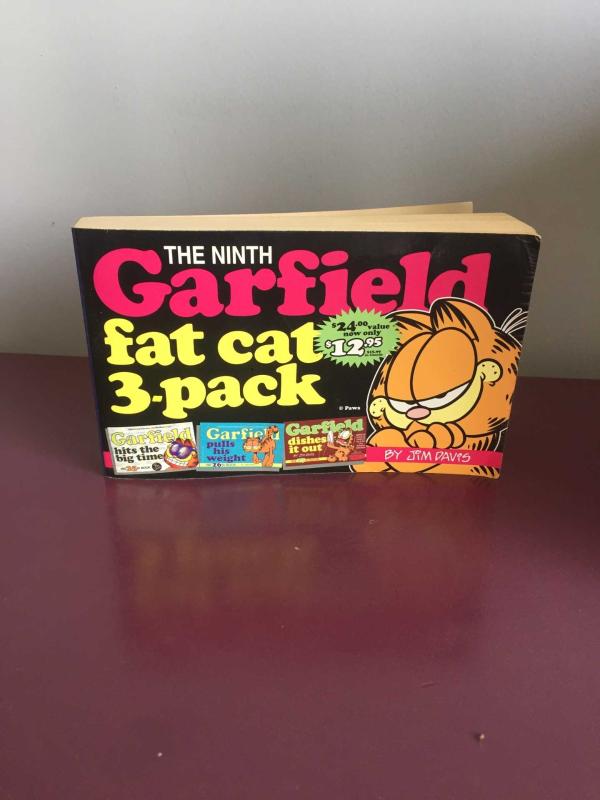 THE NINTH
Garfield
fat cat
3-pack
$24.00 value
now only
$12.95
© Paws
Garfield
hits the
big time
Garfield
pulls
his
weight
Garfield
dishes
it out
BY JIM DAVIS